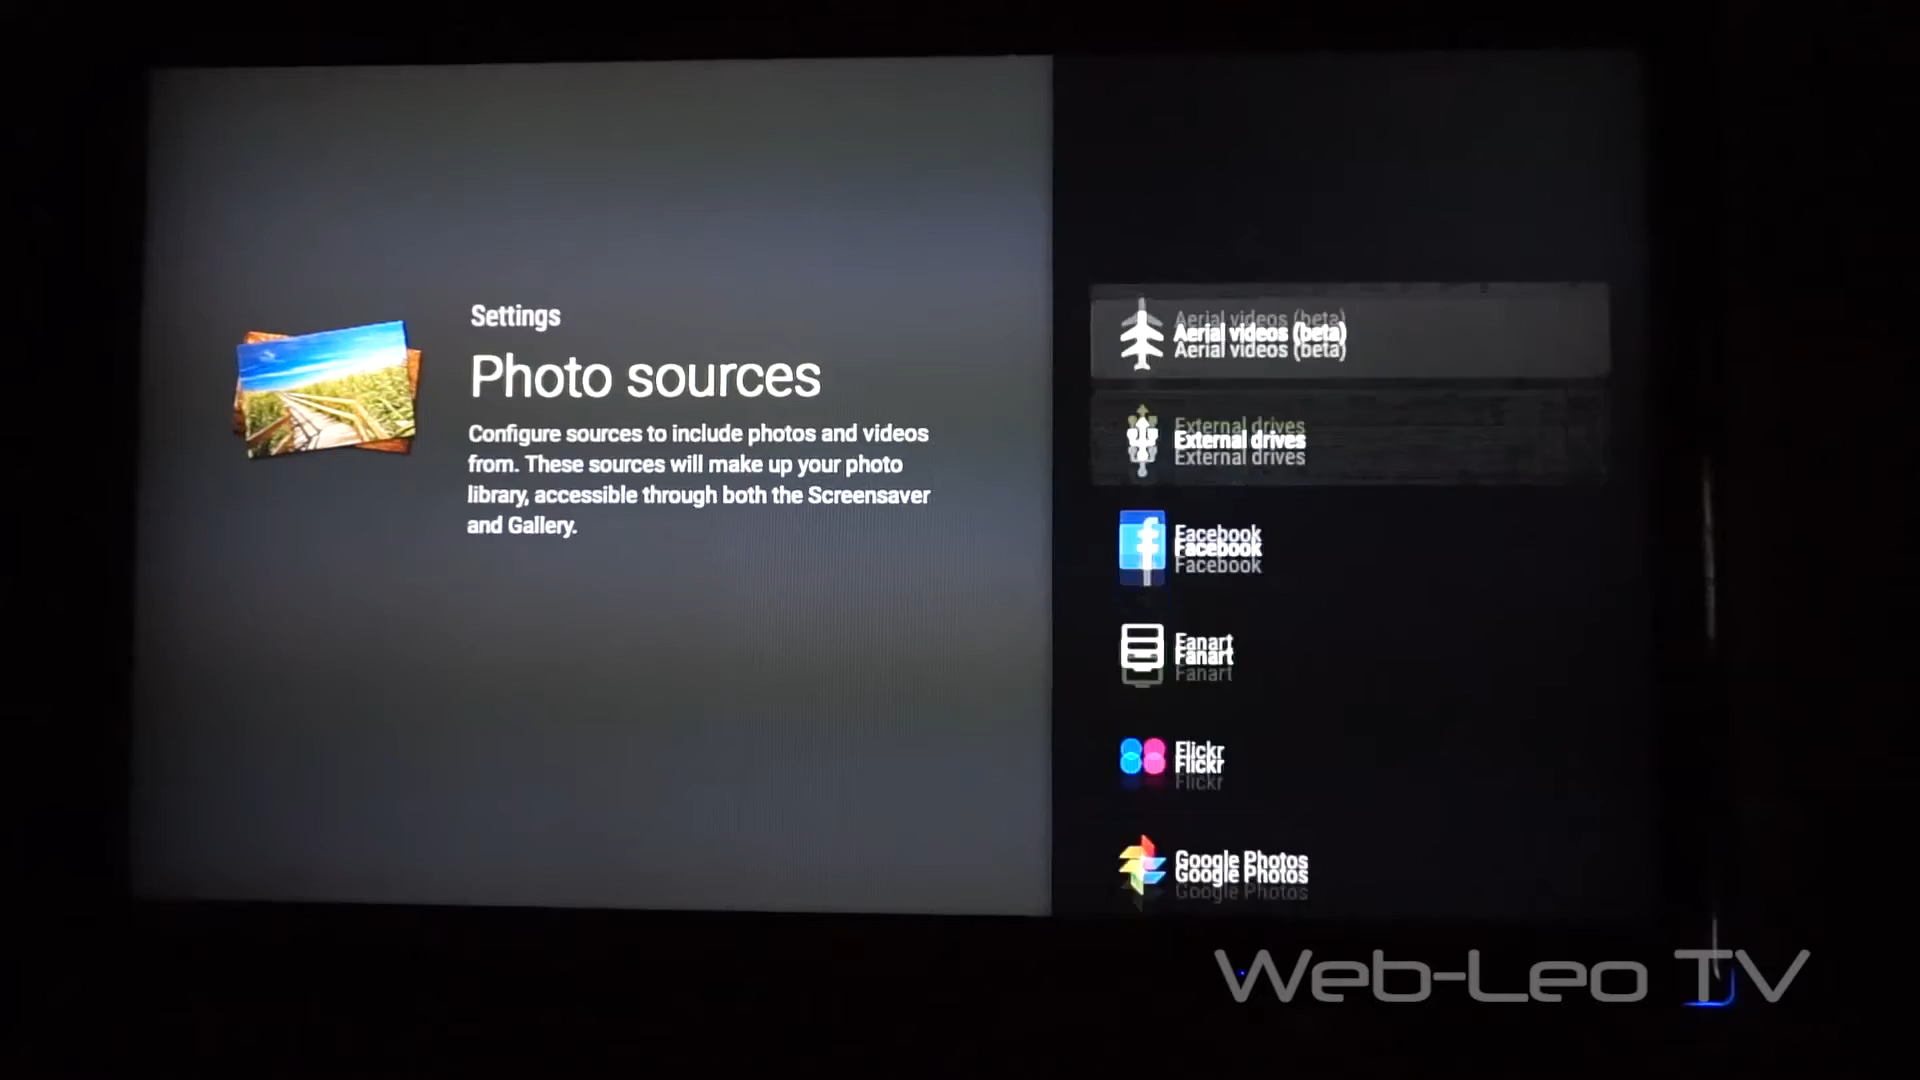 Settings
Photo sources
Configure sources to include photos and videos
from. These sources will make up your photo
library, accessible through both the Screensaver
and Gallery.
Aerial videos (beta)
External drives
Facebook
Fanart
Flickr
Google Photos
Web-Leo TV